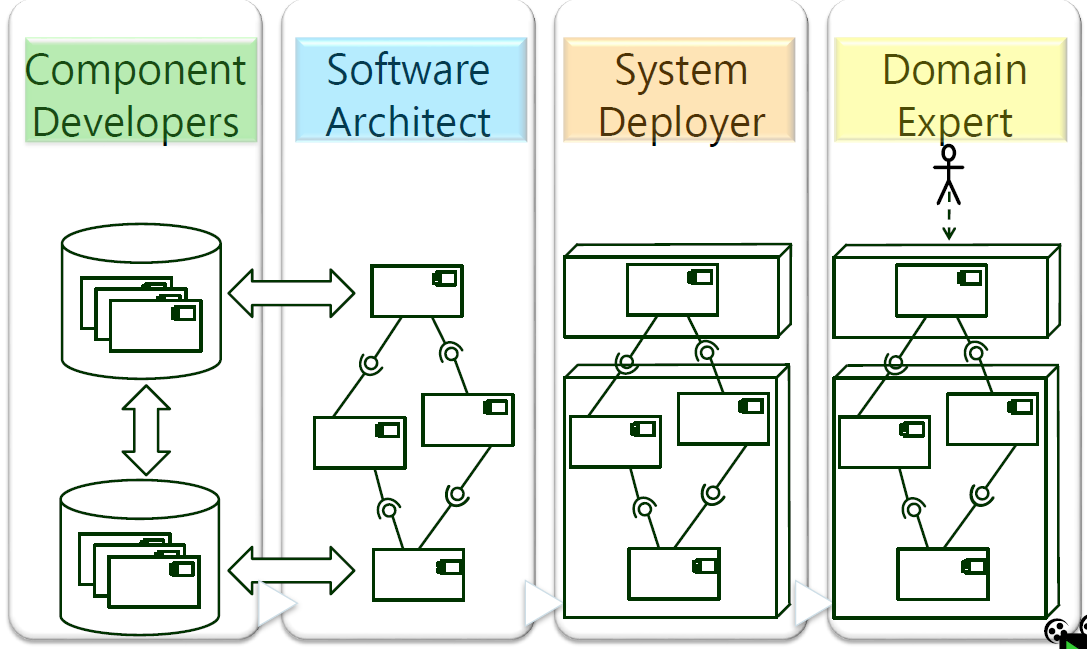 Component
Developers
Software
Architect
System
Deployer
Domain
Expert